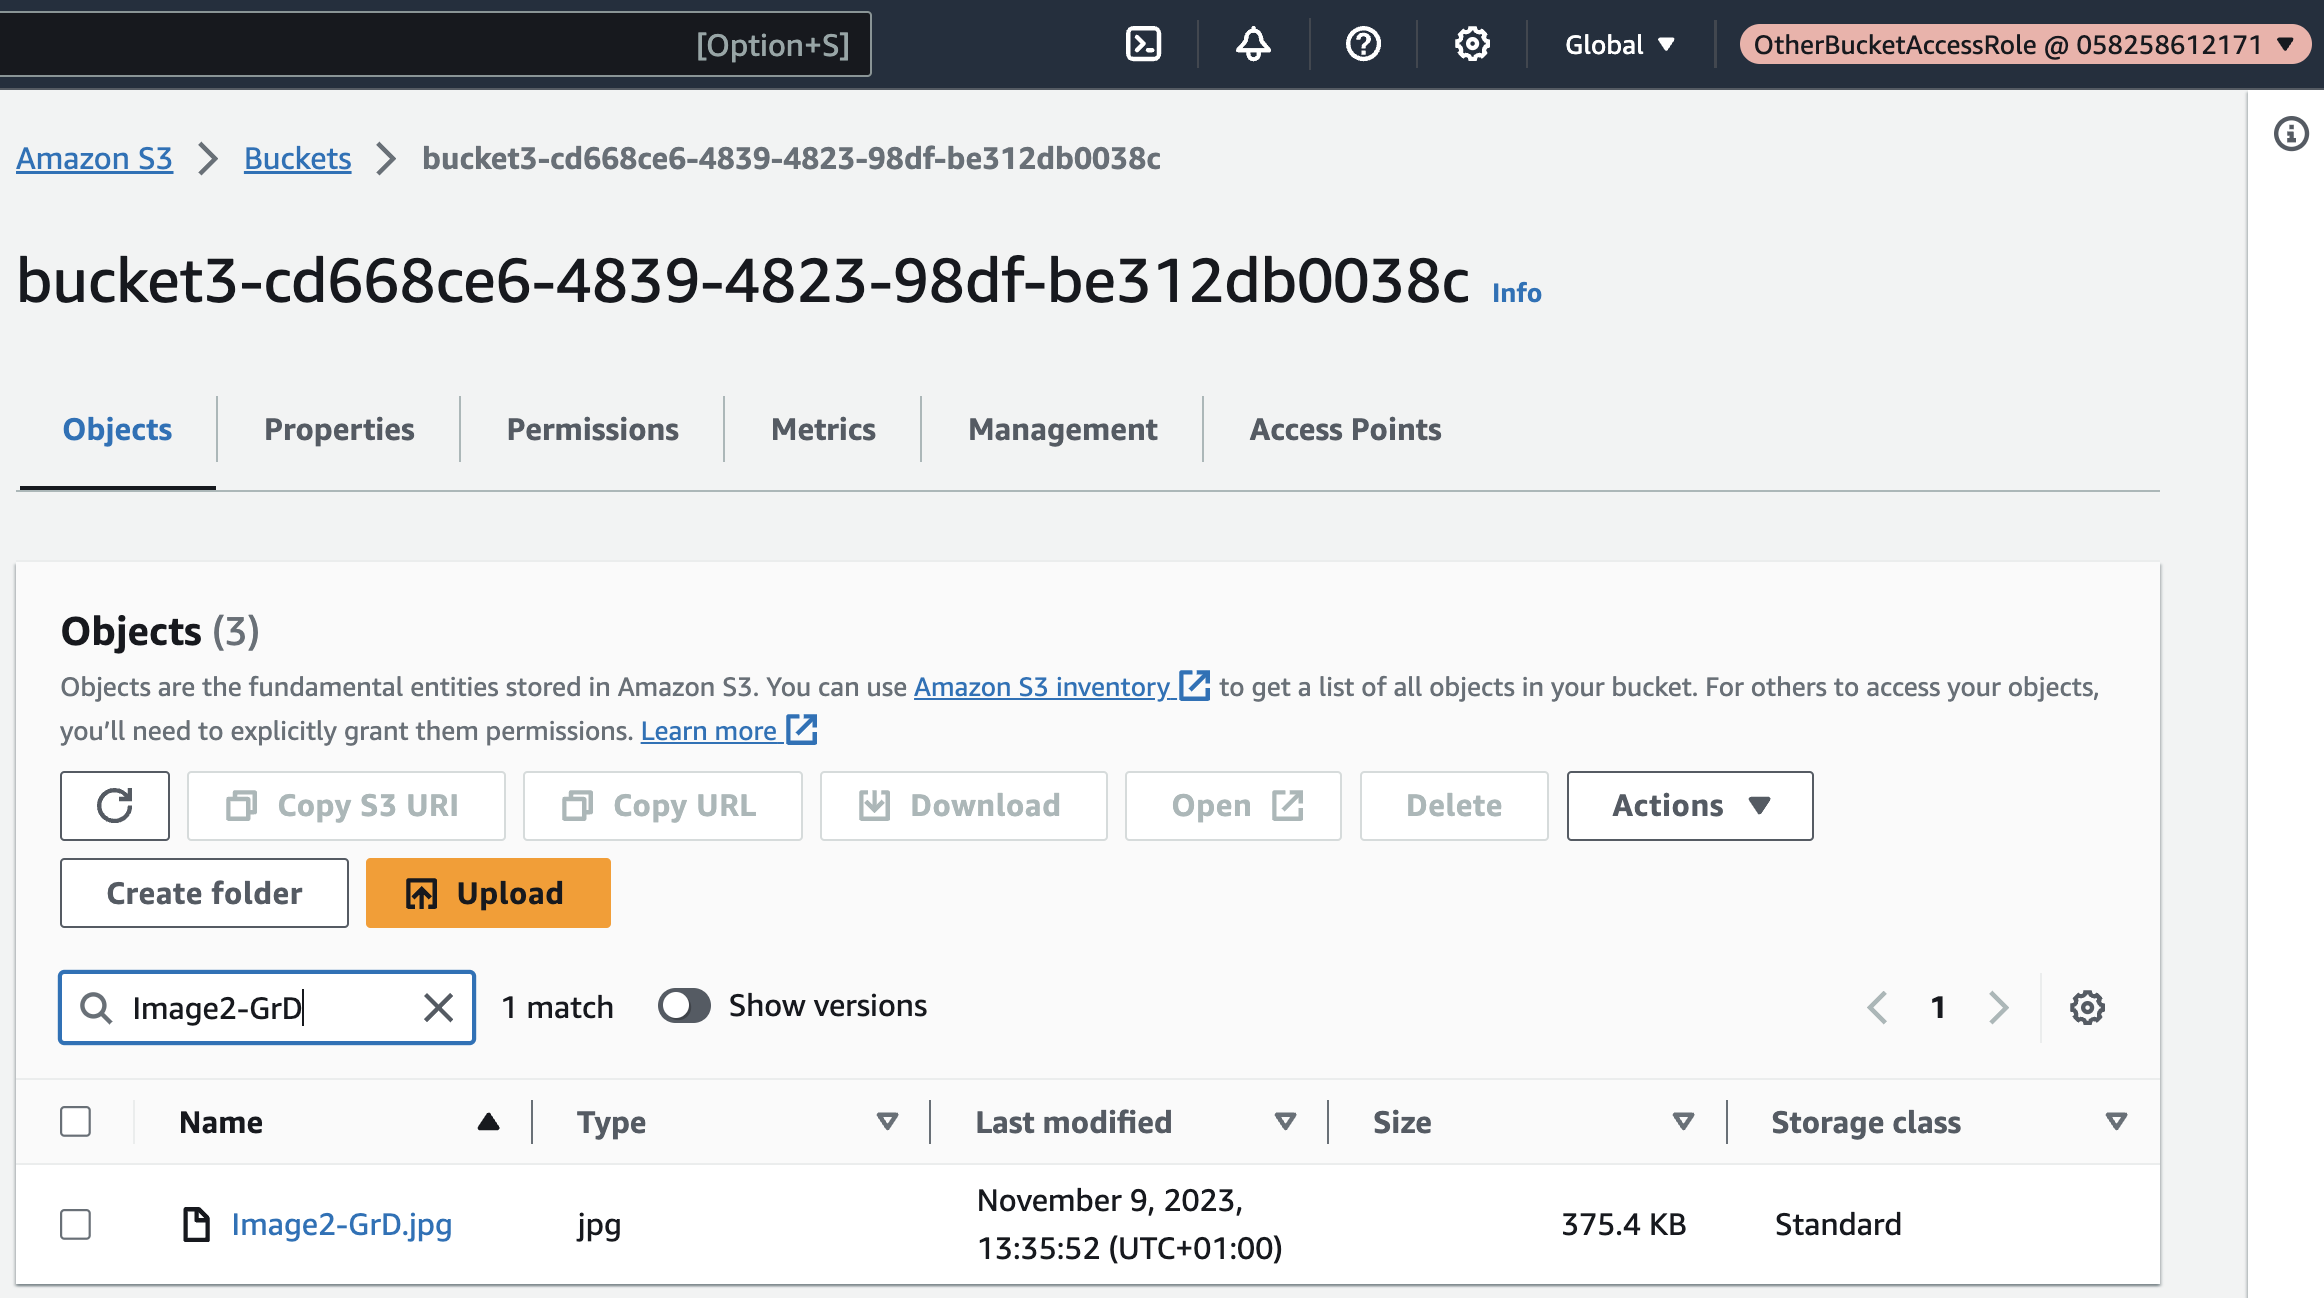 [Option+S]
Global
OtherBucketAccessRole @ 058258612171
Amazon S3
Buckets
bucket3-cd668ce6-4839-4823-98df-be312db0038c
bucket3-cd668ce6-4839-4823-98df-be312db0038c Info
Objects
Properties
Permissions
Metrics
Management
Access Points
Objects (3)
Objects are the fundamental entities stored in Amazon S3. You can use Amazon S3 inventory to get a list of all objects in your bucket. For others to access your objects,
you'll need to explicitly grant them permissions. Learn more
Copy S3 URI
Copy URL
Download
Open
Delete
Actions
Create folder
Upload
Image2-GrD
1 match
Show versions
1
Name
Type
Last modified
Size
Storage class
Image2-GrD.jpg
jpg
November 9, 2023,
13:35:52 (UTC+01:00)
375.4 KB
Standard